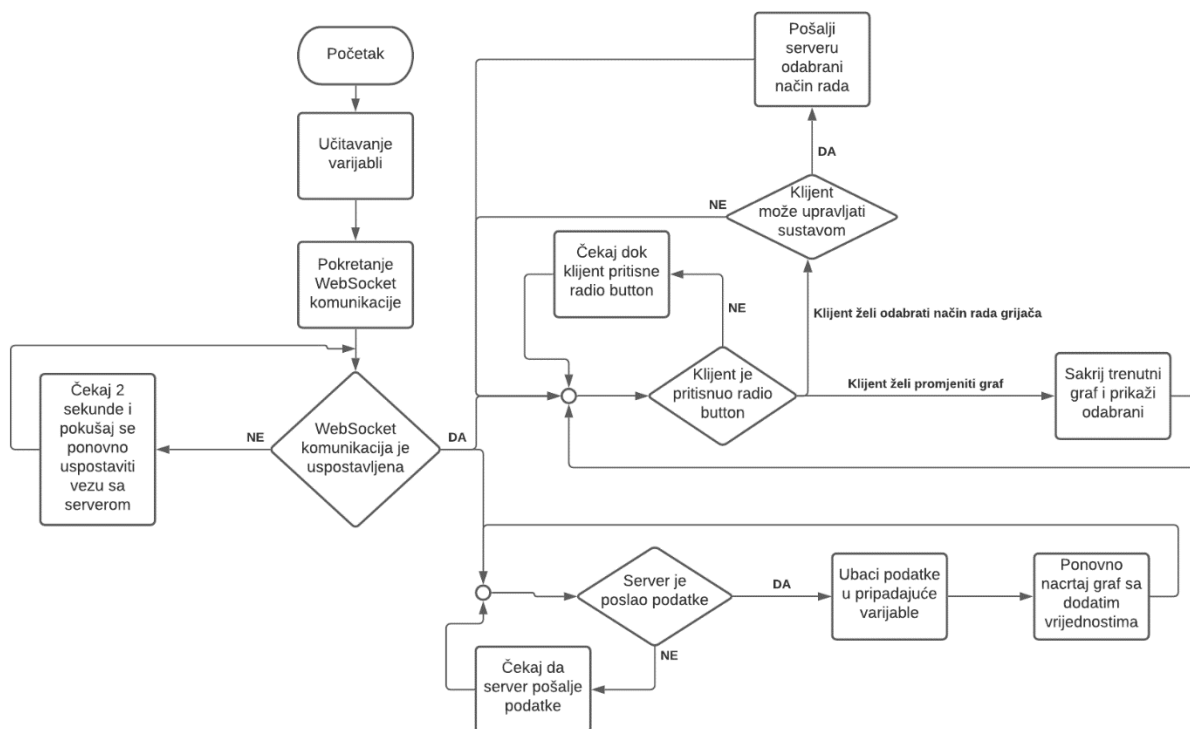 Početak
Učitavanje
varijabli
Pokretanje
WebSocket
komunikacije
Čekaj 2
sekunde i
pokušaj se
ponovno
uspostaviti
vezu sa
serverom
NE
WebSocket
komunikacija je
uspostavljena
DA
Pošalji
serveru
odabrani
način rada
DA
Klijent
može upravljati
sustavom
NE
Čekaj dok
klijent pritisne
radio button
NE
Klijent želi odabrati način rada grijača
Klijent je
pritisnuo radio
button
Klijent želi promjeniti graf
Sakrij trenutni
graf i prikaži
odabrani
Server je
poslao podatke
DA
Ubaci podatke
u pripadajuće
varijable
Ponovno
nacrtaj graf sa
dodatim
vrijednostima
NE
Čekaj da
server pošalje
podatke